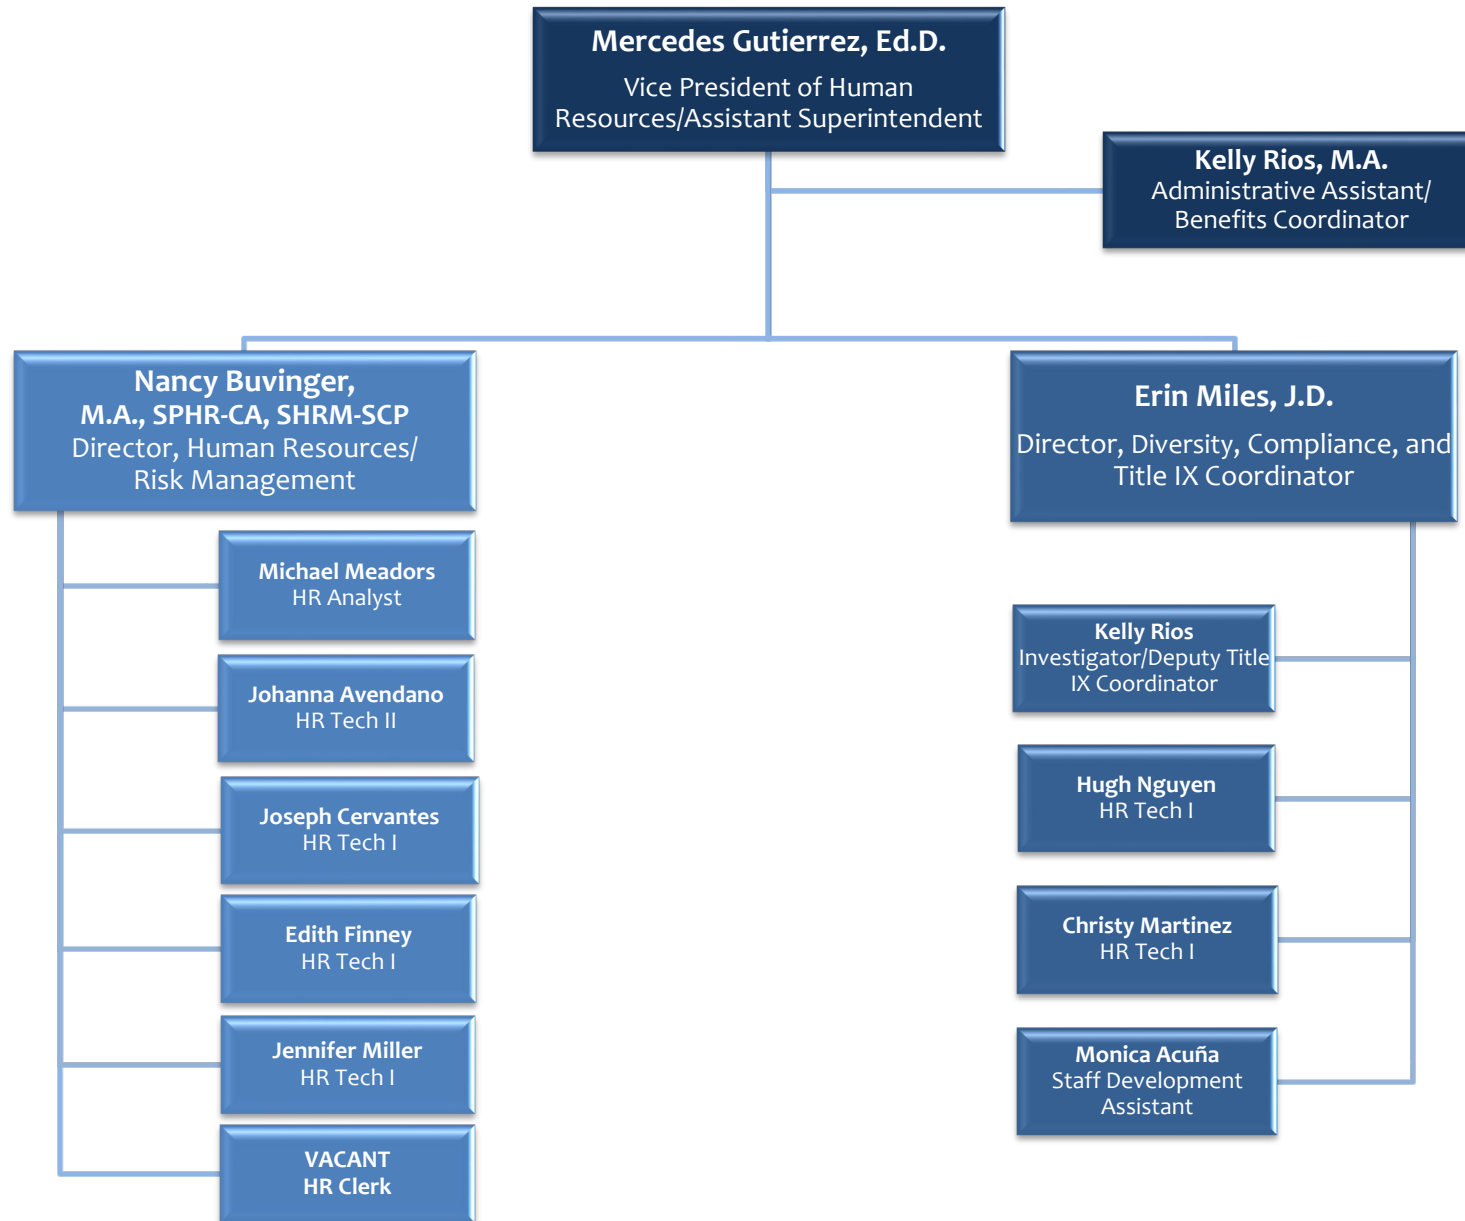 Mercedes Gutierrez, Ed.D.
Vice President of Human
Resources/Assistant Superintendent
Kelly Rios, M.A.
Administrative Assistant/
Benefits Coordinator
Nancy Buvinger,
M.A., SPHR-CA, SHRM-SCP
Director, Human Resources/
Risk Management
Michael Meadors
HR Analyst
Johanna Avendano
HR Tech II
Joseph Cervantes
HR Tech I
Edith Finney
HR Tech I
Jennifer Miller
HR Tech I
VACANT
HR Clerk
Erin Miles, J.D.
Director, Diversity, Compliance, and
Title IX Coordinator
Kelly Rios
Investigator/Deputy Title
IX Coordinator
Hugh Nguyen
HR Tech I
Christy Martinez
HR Tech I
Monica Acuña
Staff Development
Assistant